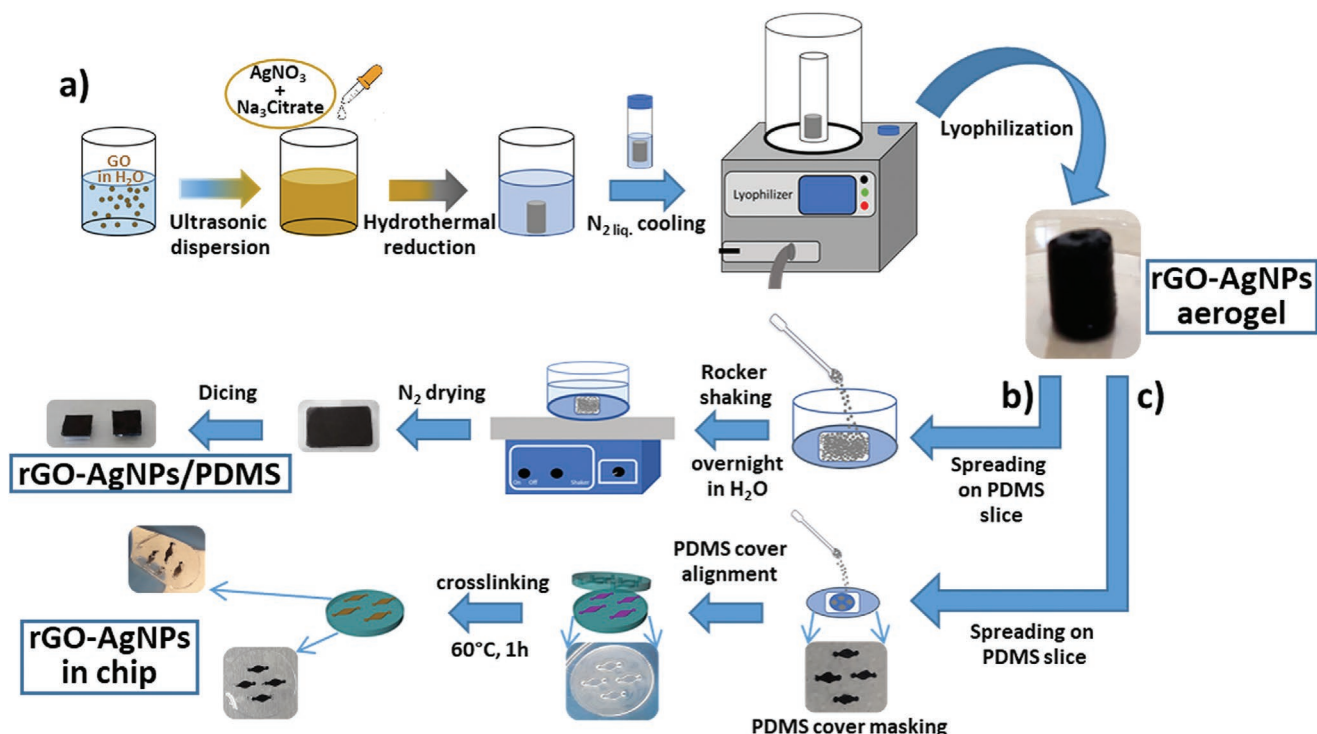 a)
AgNO₃
+
Na₃Citrate
GO
in H₂O
Ultrasonic
dispersion
Hydrothermal
reduction
N₂ liq. cooling
Lyophilizer
Lyophilization
rGO-AgNPs
aerogel
b)
c)
Spreading
on PDMS
slice
Rocker
shaking
overnight
in H₂O
On Off Shaker
N₂ drying
Dicing
rGO-AgNPs/PDMS
Spreading on
PDMS slice
PDMS cover masking
PDMS cover
alignment
crosslinking
60°C, 1h
rGO-AgNPs
in chip